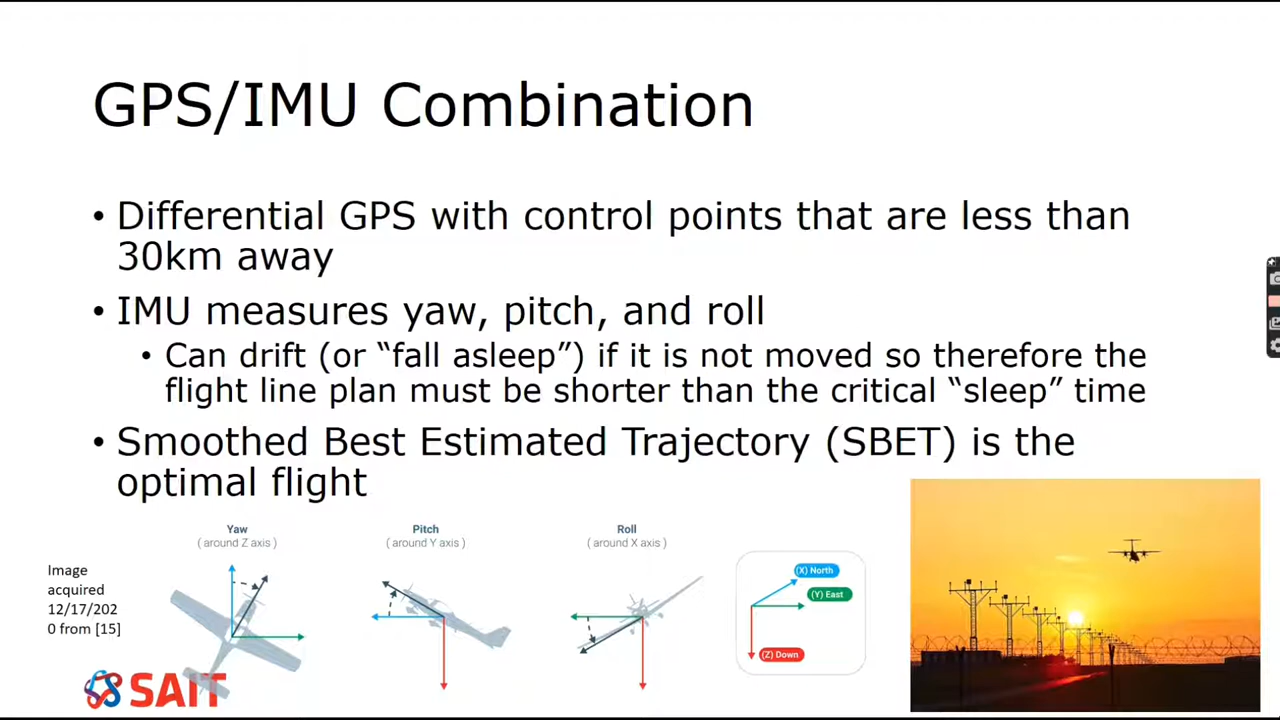 GPS/IMU Combination
• Differential GPS with control points that are less than
30km away
• IMU measures yaw, pitch, and roll
• Can drift (or “fall asleep”) if it is not moved so therefore the
flight line plan must be shorter than the critical “sleep” time
• Smoothed Best Estimated Trajectory (SBET) is the
optimal flight
Yaw
( around Z axis )
Pitch
( around Y axis )
Roll
( around X axis )
(X) North
(Y) East
(Z) Down
Image
acquired
12/17/202
0 from [15]
SAIT